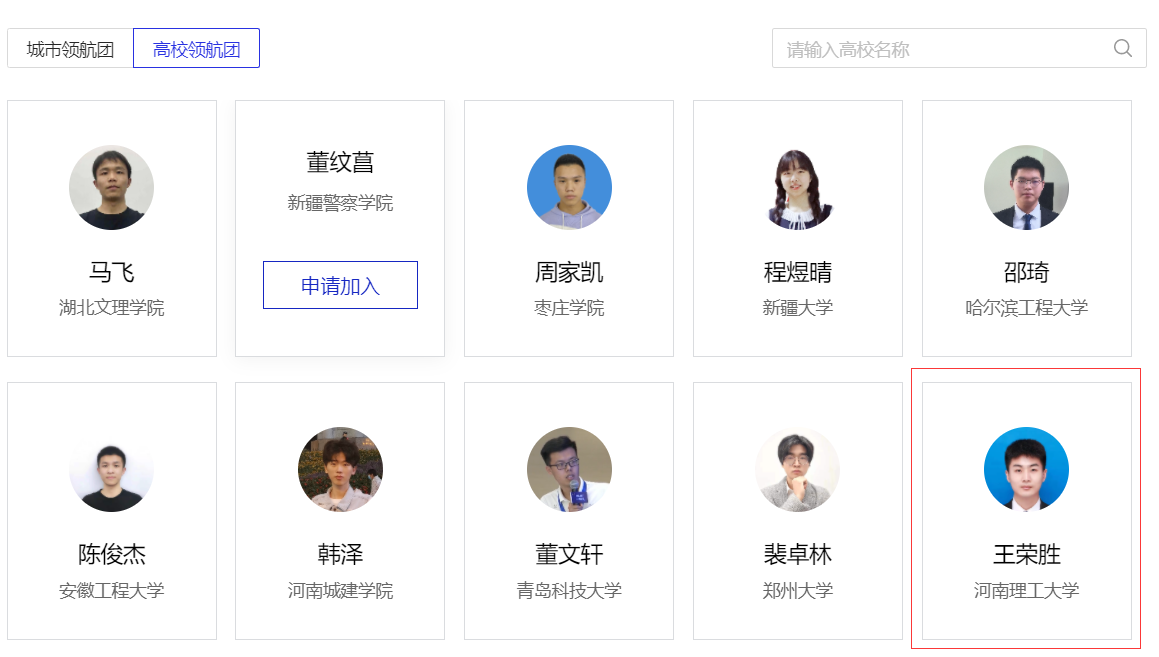 城市领航团
高校领航团
请输入高校名称
马飞
湖北文理学院
董纹菖
新疆警察学院
申请加入
周家凯
枣庄学院
程煜晴
新疆大学
邵琦
哈尔滨工程大学
陈俊杰
安徽工程大学
韩泽
河南城建学院
董文轩
青岛科技大学
裴卓林
郑州大学
王荣胜
河南理工大学